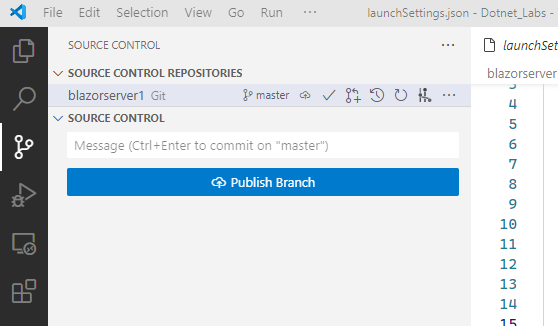 File Edit Selection View Go Run ··· launchSettings.json - Dotnet_Labs -
SOURCE CONTROL ···
SOURCE CONTROL REPOSITORIES
blazorserver1 Git master ···
SOURCE CONTROL
Message (Ctrl+Enter to commit on "master")
Publish Branch
launchSet
blazorserver
3
4
5
6
7
8
9
10
11
12
13
14
15